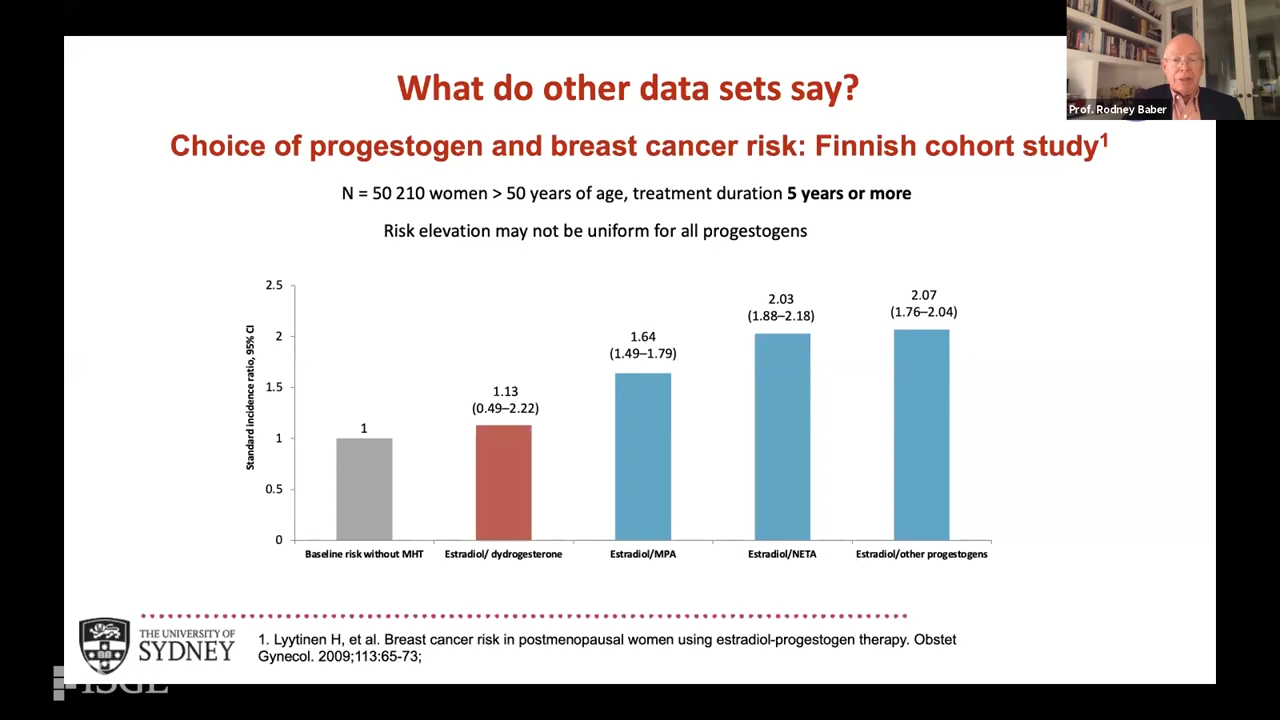 What do other data sets say?
Prof. Rodney Baber
Choice of progestogen and breast cancer risk: Finnish cohort study1
N = 50 210 women > 50 years of age, treatment duration 5 years or more
Risk elevation may not be uniform for all progestogens
Standard incidence ratio, 95% CI
2.5
2
1.5
1
0.5
0
1
1.13
(0.49–2.22)
1.64
(1.49–1.79)
2.03
(1.88–2.18)
2.07
(1.76–2.04)
Baseline risk without MHT
Estradiol/ dydrogesterone
Estradiol/MPA
Estradiol/NETA
Estradiol/other progestogens
THE UNIVERSITY OF
SYDNEY
1. Lyytinen H, et al. Breast cancer risk in postmenopausal women using estradiol-progestogen therapy. Obstet
Gynecol. 2009;113:65-73;